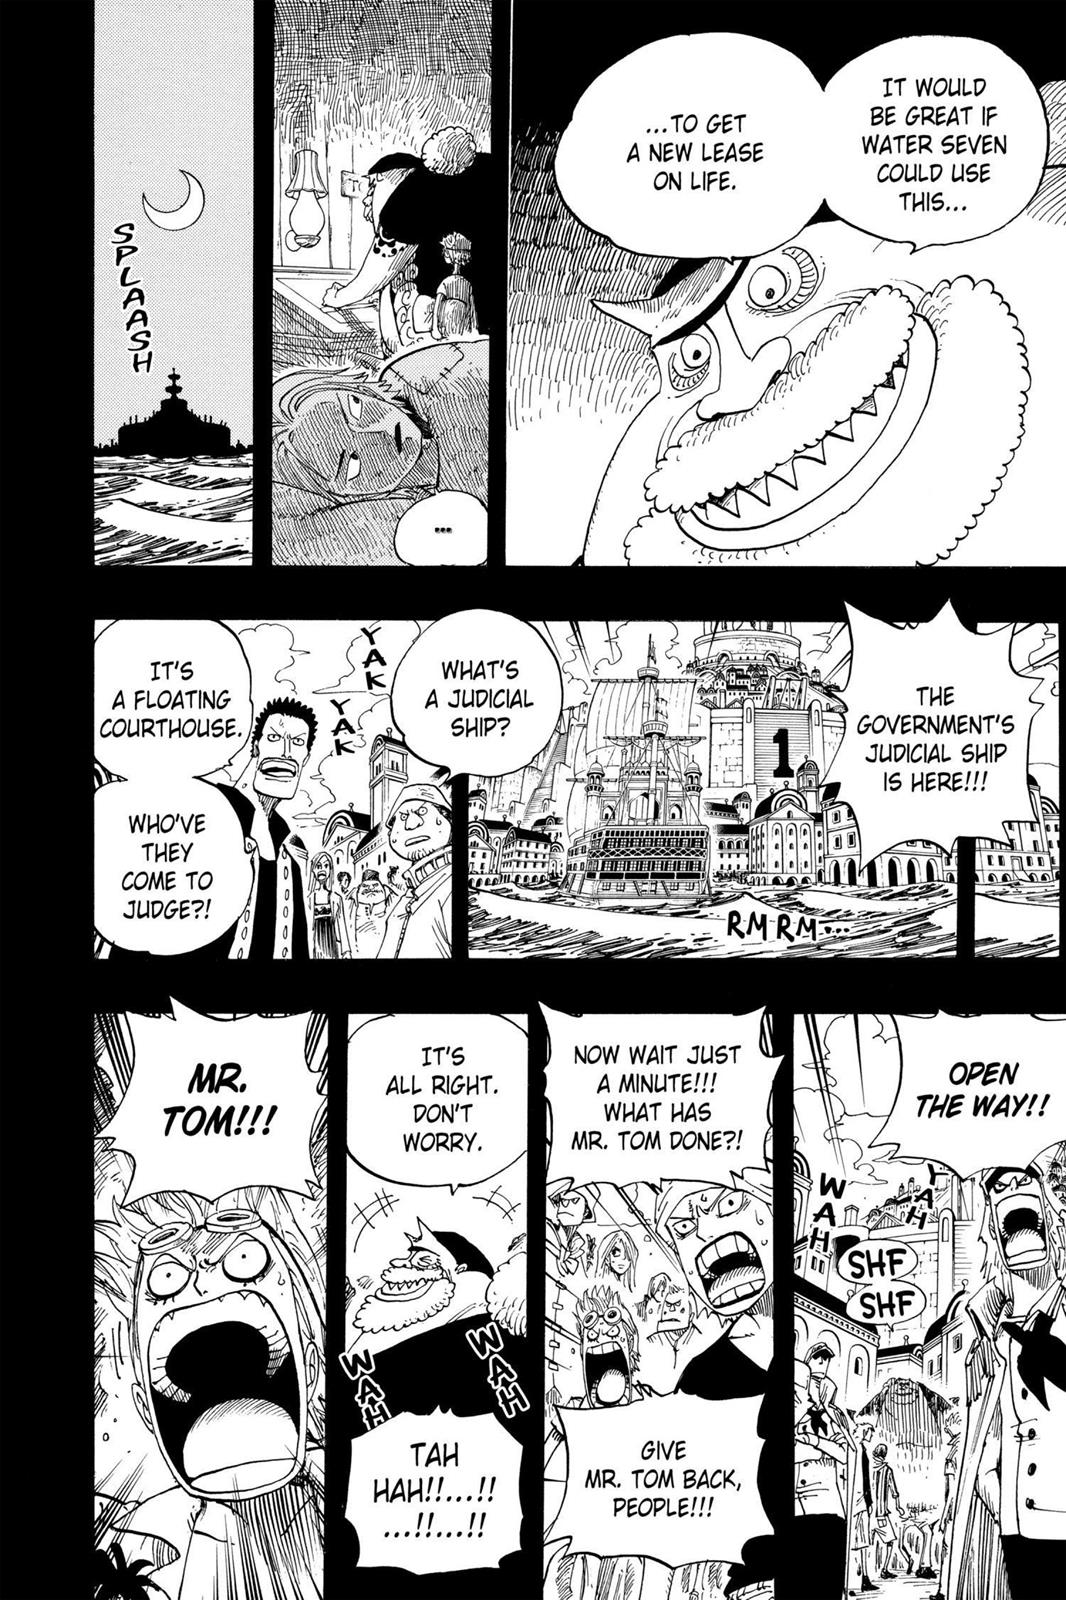 IT WOULD
BE GREAT IF
WATER SEVEN
COULD USE
THIS...
...TO GET
A NEW LEASE
ON LIFE.
...
SPLAASH
THE
GOVERNMENT'S
JUDICIAL SHIP
IS HERE!!!
1
RM RM...
WHAT'S
A JUDICIAL
SHIP?
YAK
YAK
IT'S
A FLOATING
COURTHOUSE.
WHO'VE
THEY
COME TO
JUDGE?!
OPEN
THE WAY!!
YAH
WAH
SHF
SHF
NOW WAIT JUST
A MINUTE!!!
WHAT HAS
MR. TOM DONE?!
GIVE
MR. TOM BACK,
PEOPLE!!!
IT'S
ALL RIGHT.
DON'T
WORRY.
WAH
WAH
TAH
HAH!!...!!
...!!...!!
MR.
TOM!!!